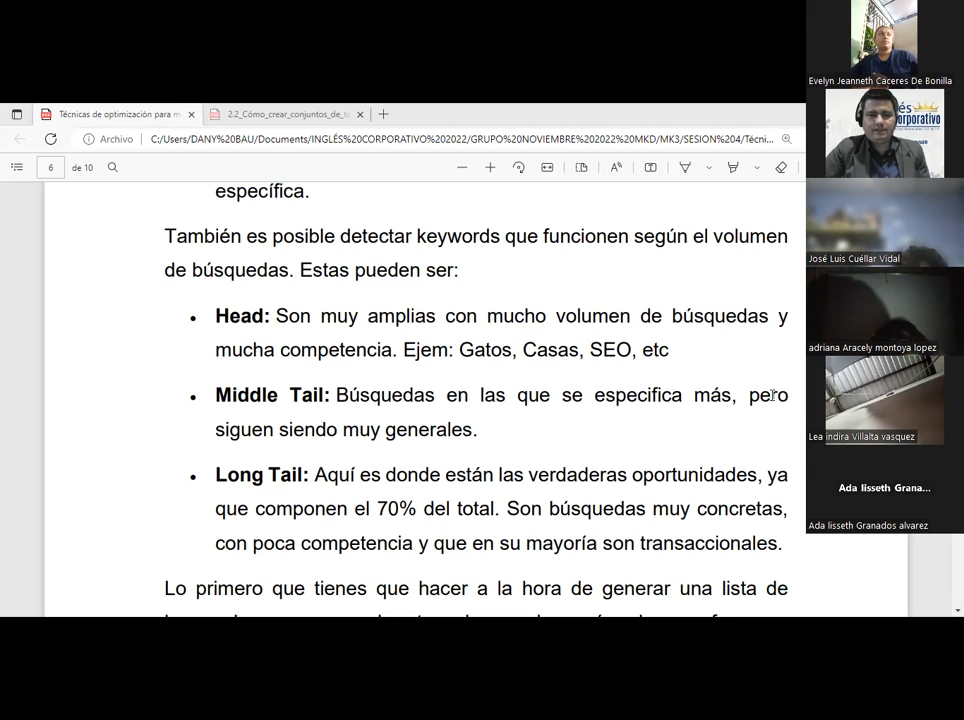 Evelyn Jeanneth Caceres De Bonilla
Técnicas de optimización para m
2.2_Cómo_crear_conjuntos_de_t
Archivo
C:/Users/DANY%20BAU/Documents/INGLÉS%20CORPORATIVO%202022/GRUPO%20NOVIEMBRE%202022%20MKD/MK3/SESION%204/Técni...
6
de 10
específica.
También es posible detectar keywords que funcionen según el volumen
de búsquedas. Estas pueden ser:
• Head: Son muy amplias con mucho volumen de búsquedas y
mucha competencia. Ejem: Gatos, Casas, SEO, etc
• Middle Tail: Búsquedas en las que se especifica más, pero
siguen siendo muy generales.
• Long Tail: Aquí es donde están las verdaderas oportunidades, ya
que componen el 70% del total. Son búsquedas muy concretas,
con poca competencia y que en su mayoría son transaccionales.
Lo primero que tienes que hacer a la hora de generar una lista de
és
orporativo
José Luis Cuéllar Vidal
adriana Aracely montoya lopez
Lea indira Villalta vasquez
Ada lisseth Grana...
Ada lisseth Granados alvarez